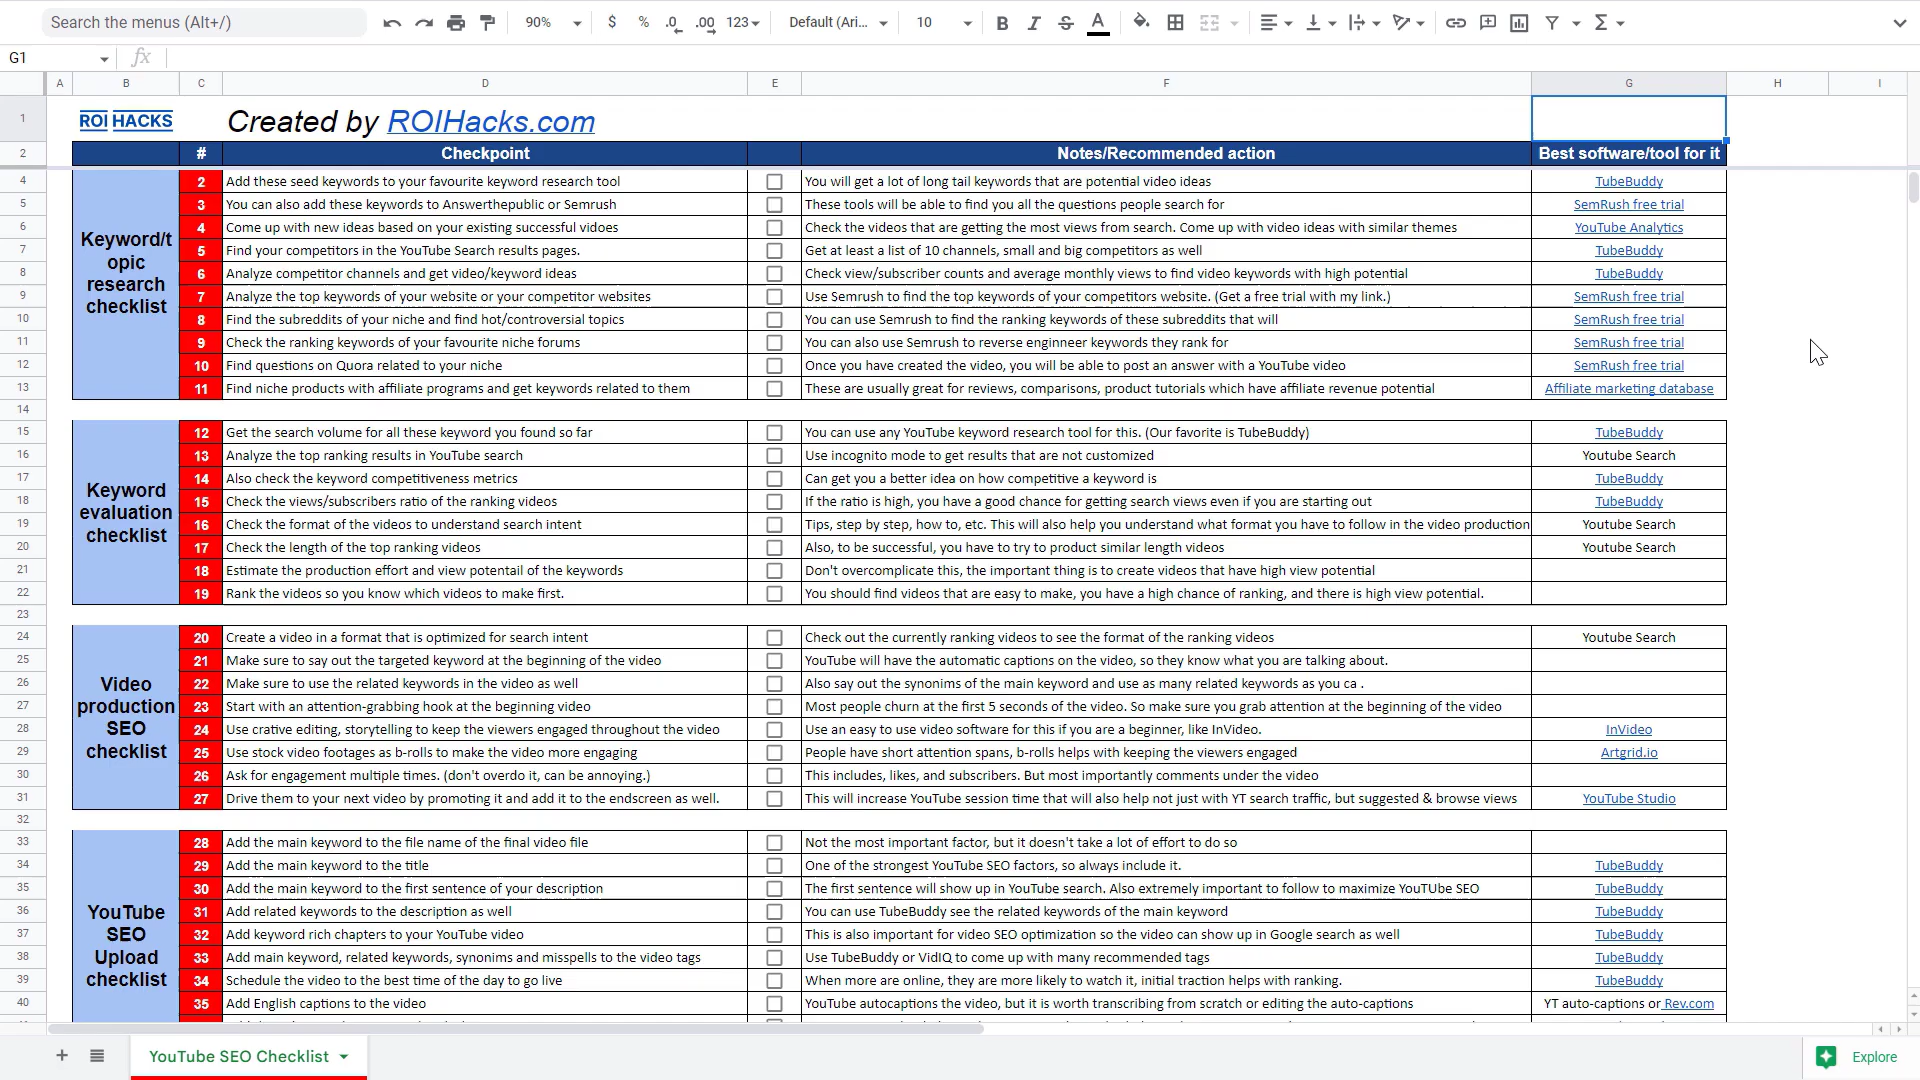 Search the menus (Alt+/)
90%
$ % .0 .00 123
Default (Ari...
10
B I S A
G1
fx
A B C D E F G H I
1 ROI HACKS Created by ROIHacks.com
2 # Checkpoint Notes/Recommended action Best software/tool for it
Keyword/t
opic
research
checklist
4 2 Add these seed keywords to your favourite keyword research tool You will get a lot of long tail keywords that are potential video ideas TubeBuddy
5 3 You can also add these keywords to Answerthepublic or Semrush These tools will be able to find you all the questions people search for SemRush free trial
6 4 Come up with new ideas based on your existing successful vidoes Check the videos that are getting the most views from search. Come up with video ideas with similar themes YouTube Analytics
7 5 Find your competitors in the YouTube Search results pages. Get at least a list of 10 channels, small and big competitors as well TubeBuddy
8 6 Analyze competitor channels and get video/keyword ideas Check view/subscriber counts and average monthly views to find video keywords with high potential TubeBuddy
9 7 Analyze the top keywords of your website or your competitor websites Use Semrush to find the top keywords of your competitors website. (Get a free trial with my link.) SemRush free trial
10 8 Find the subreddits of your niche and find hot/controversial topics You can use Semrush to find the ranking keywords of these subreddits that will SemRush free trial
11 9 Check the ranking keywords of your favourite niche forums You can also use Semrush to reverse enginneer keywords they rank for SemRush free trial
12 10 Find questions on Quora related to your niche Once you have created the video, you will be able to post an answer with a YouTube video SemRush free trial
13 11 Find niche products with affiliate programs and get keywords related to them These are usually great for reviews, comparisons, product tutorials which have affiliate revenue potential Affiliate marketing database
14
Keyword
evaluation
checklist
15 12 Get the search volume for all these keyword you found so far You can use any YouTube keyword research tool for this. (Our favorite is TubeBuddy) TubeBuddy
16 13 Analyze the top ranking results in YouTube search Use incognito mode to get results that are not customized Youtube Search
17 14 Also check the keyword competitiveness metrics Can get you a better idea on how competitive a keyword is TubeBuddy
18 15 Check the views/subscribers ratio of the ranking videos If the ratio is high, you have a good chance for getting search views even if you are starting out TubeBuddy
19 16 Check the format of the videos to understand search intent Tips, step by step, how to, etc. This will also help you understand what format you have to follow in the video production Youtube Search
20 17 Check the length of the top ranking videos Also, to be successful, you have to try to product similar length videos Youtube Search
21 18 Estimate the production effort and view potentail of the keywords Don't overcomplicate this, the important thing is to create videos that have high view potential
22 19 Rank the videos so you know which videos to make first. You should find videos that are easy to make, you have a high chance of ranking, and there is high view potential.
23
Video
production
SEO
checklist
24 20 Create a video in a format that is optimized for search intent Check out the currently ranking videos to see the format of the ranking videos Youtube Search
25 21 Make sure to say out the targeted keyword at the beginning of the video YouTube will have the automatic captions on the video, so they know what you are talking about.
26 22 Make sure to use the related keywords in the video as well Also say out the synonims of the main keyword and use as many related keywords as you ca .
27 23 Start with an attention-grabbing hook at the beginning video Most people churn at the first 5 seconds of the video. So make sure you grab attention at the beginning of the video
28 24 Use crative editing, storytelling to keep the viewers engaged throughout the video Use an easy to use video software for this if you are a beginner, like InVideo. InVideo
29 25 Use stock video footages as b-rolls to make the video more engaging People have short attention spans, b-rolls helps with keeping the viewers engaged Artgrid.io
30 26 Ask for engagement multiple times. (don't overdo it, can be annoying.) This includes, likes, and subscribers. But most importantly comments under the video
31 27 Drive them to your next video by promoting it and add it to the endscreen as well. This will increase YouTube session time that will also help not just with YT search traffic, but suggested & browse views YouTube Studio
32
YouTube
SEO
Upload
checklist
33 28 Add the main keyword to the file name of the final video file Not the most important factor, but it doesn't take a lot of effort to do so
34 29 Add the main keyword to the title One of the strongest YouTube SEO factors, so always include it. TubeBuddy
35 30 Add the main keyword to the first sentence of your description The first sentence will show up in YouTube search. Also extremely important to follow to maximize YouTUBE SEO TubeBuddy
36 31 Add related keywords to the description as well You can use TubeBuddy see the related keywords of the main keyword TubeBuddy
37 32 Add keyword rich chapters to your YouTube video This is also important for video SEO optimization so the video can show up in Google search as well TubeBuddy
38 33 Add main keyword, related keywords, synonims and misspells to the video tags Use TubeBuddy or VidIQ to come up with many recommended tags TubeBuddy
39 34 Schedule the video to the best time of the day to go live When more are online, they are more likely to watch it, initial traction helps with ranking. TubeBuddy
40 35 Add English captions to the video YouTube autocaptions the video, but it is worth transcribing from scratch or editing the auto-captions YT auto-captions or Rev.com
YouTube SEO Checklist
Explore